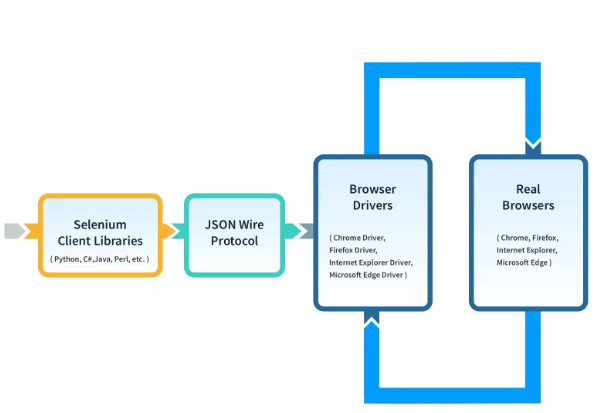 Selenium
Client Libraries
( Python, C#,Java, Perl, etc. )
JSON Wire
Protocol
Browser
Drivers
( Chrome Driver,
Firefox Driver,
Internet Explorer Driver,
Microsoft Edge Driver )
Real
Browsers
( Chrome, Firefox,
Internet Explorer,
Microsoft Edge )